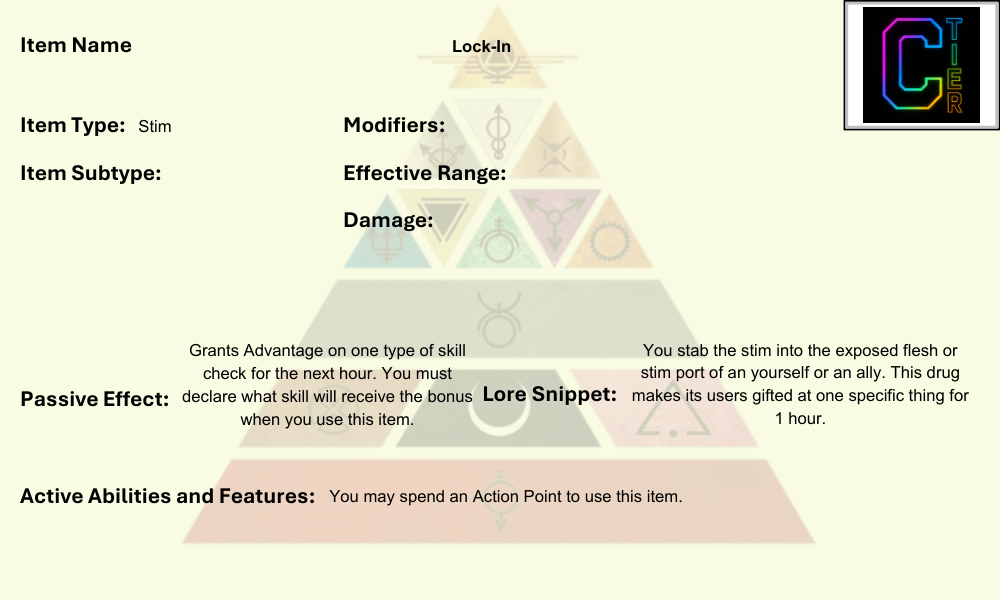 Item Name
Lock-In
C TIER
Item Type: Stim
Modifiers:
Item Subtype:
Effective Range:
Damage:
Passive Effect:
Grants Advantage on one type of skill
check for the next hour. You must
declare what skill will receive the bonus
when you use this item.
Lore Snippet:
You stab the stim into the exposed flesh or
stim port of an yourself or an ally. This drug
makes its users gifted at one specific thing for
1 hour.
Active Abilities and Features: You may spend an Action Point to use this item.